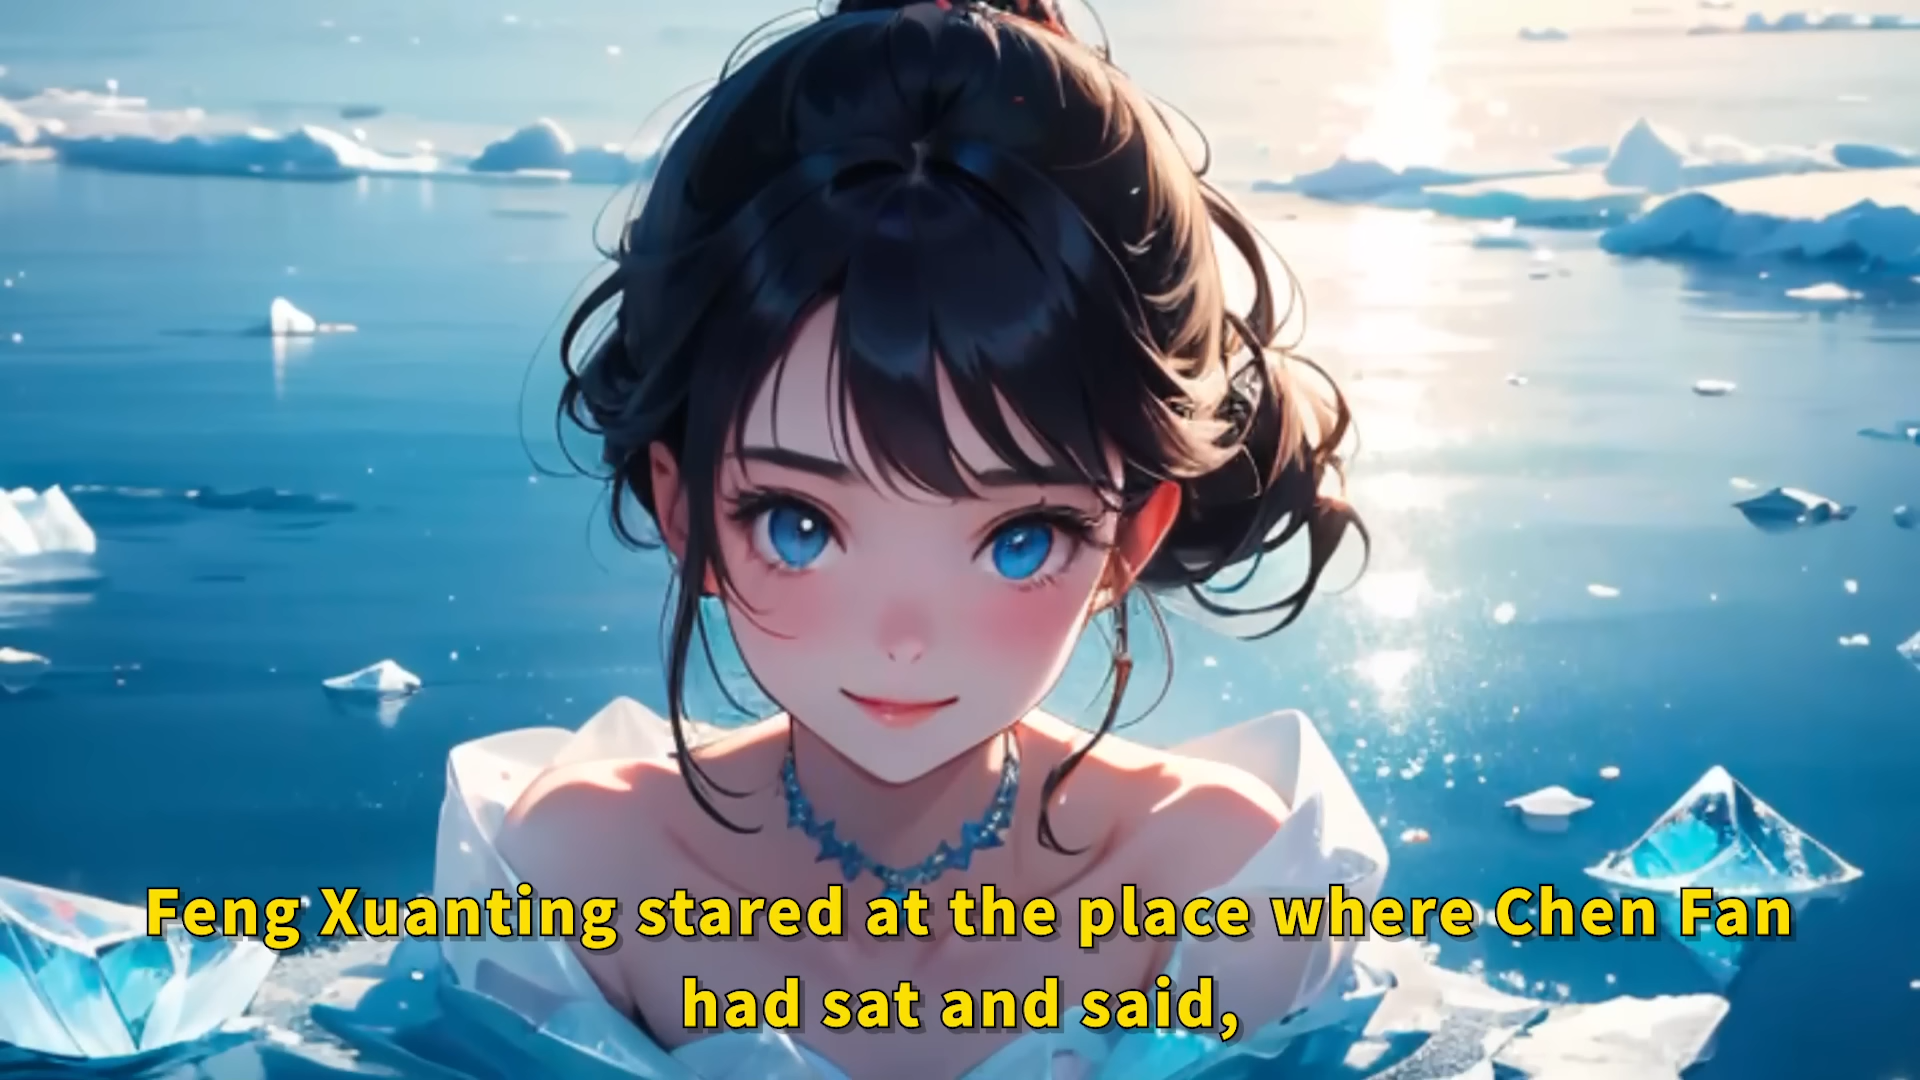 Feng Xuanting stared at the place where Chen Fan
had sat and said,